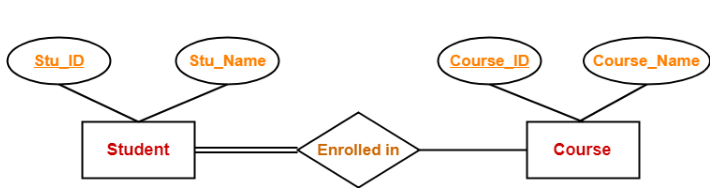 Stu_ID
Stu_Name
Course_ID
Course_Name
Student
Enrolled in
Course